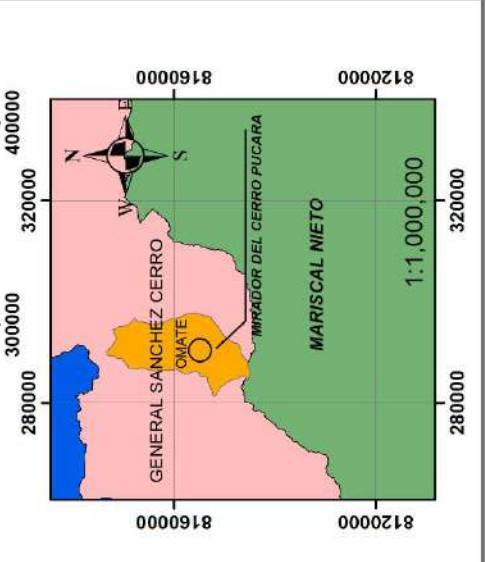 8160000
8120000
400000
320000
N
W E
S
GENERAL SANCHEZ CERRO
OMATE
MIRADOR DEL CERRO PUCARA
MARISCAL NIETO
1:1,000,000
320000
300000
280000
280000
8160000
8120000